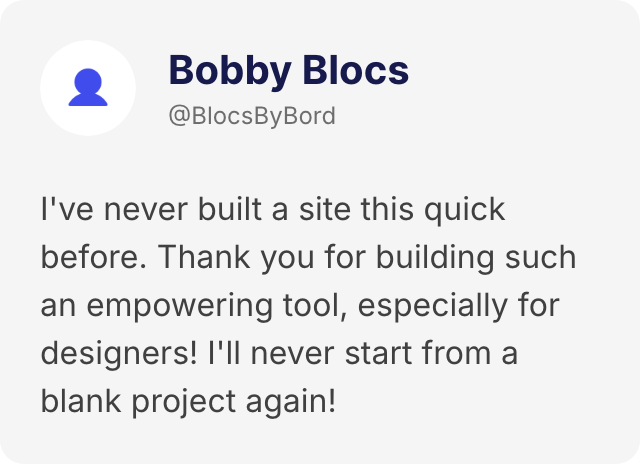 Bobby Blocs
@BlocsByBord
I've never built a site this quick
before. Thank you for building such
an empowering tool, especially for
designers! I'll never start from a
blank project again!